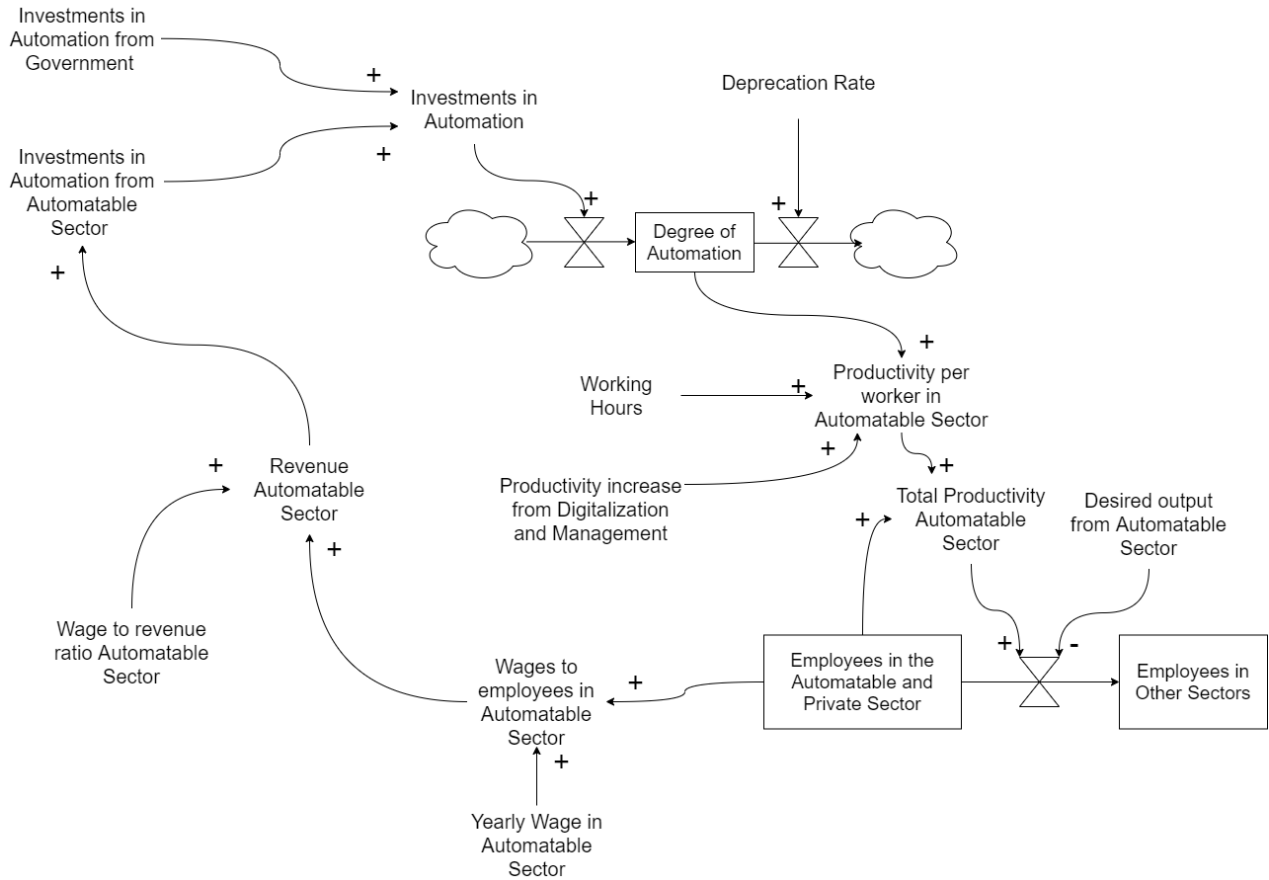 Investments in
Automation from
Government
+
Investments in
Automation
+
Deprecation Rate
Investments in
Automation from
Automatable
Sector
+
+
+
Degree of
Automation
+
+
Working
Hours
+
Productivity per
worker in
Automatable Sector
+
Productivity increase
from Digitalization
and Management
+
Revenue
Automatable
Sector
+
Total Productivity
Automatable
Sector
Desired output
from Automatable
Sector
+
+
Wage to revenue
ratio Automatable
Sector
Wages to
employees in
Automatable
Sector
+
Employees in the
Automatable and
Private Sector
+
-
Employees in
Other Sectors
+
Yearly Wage in
Automatable
Sector